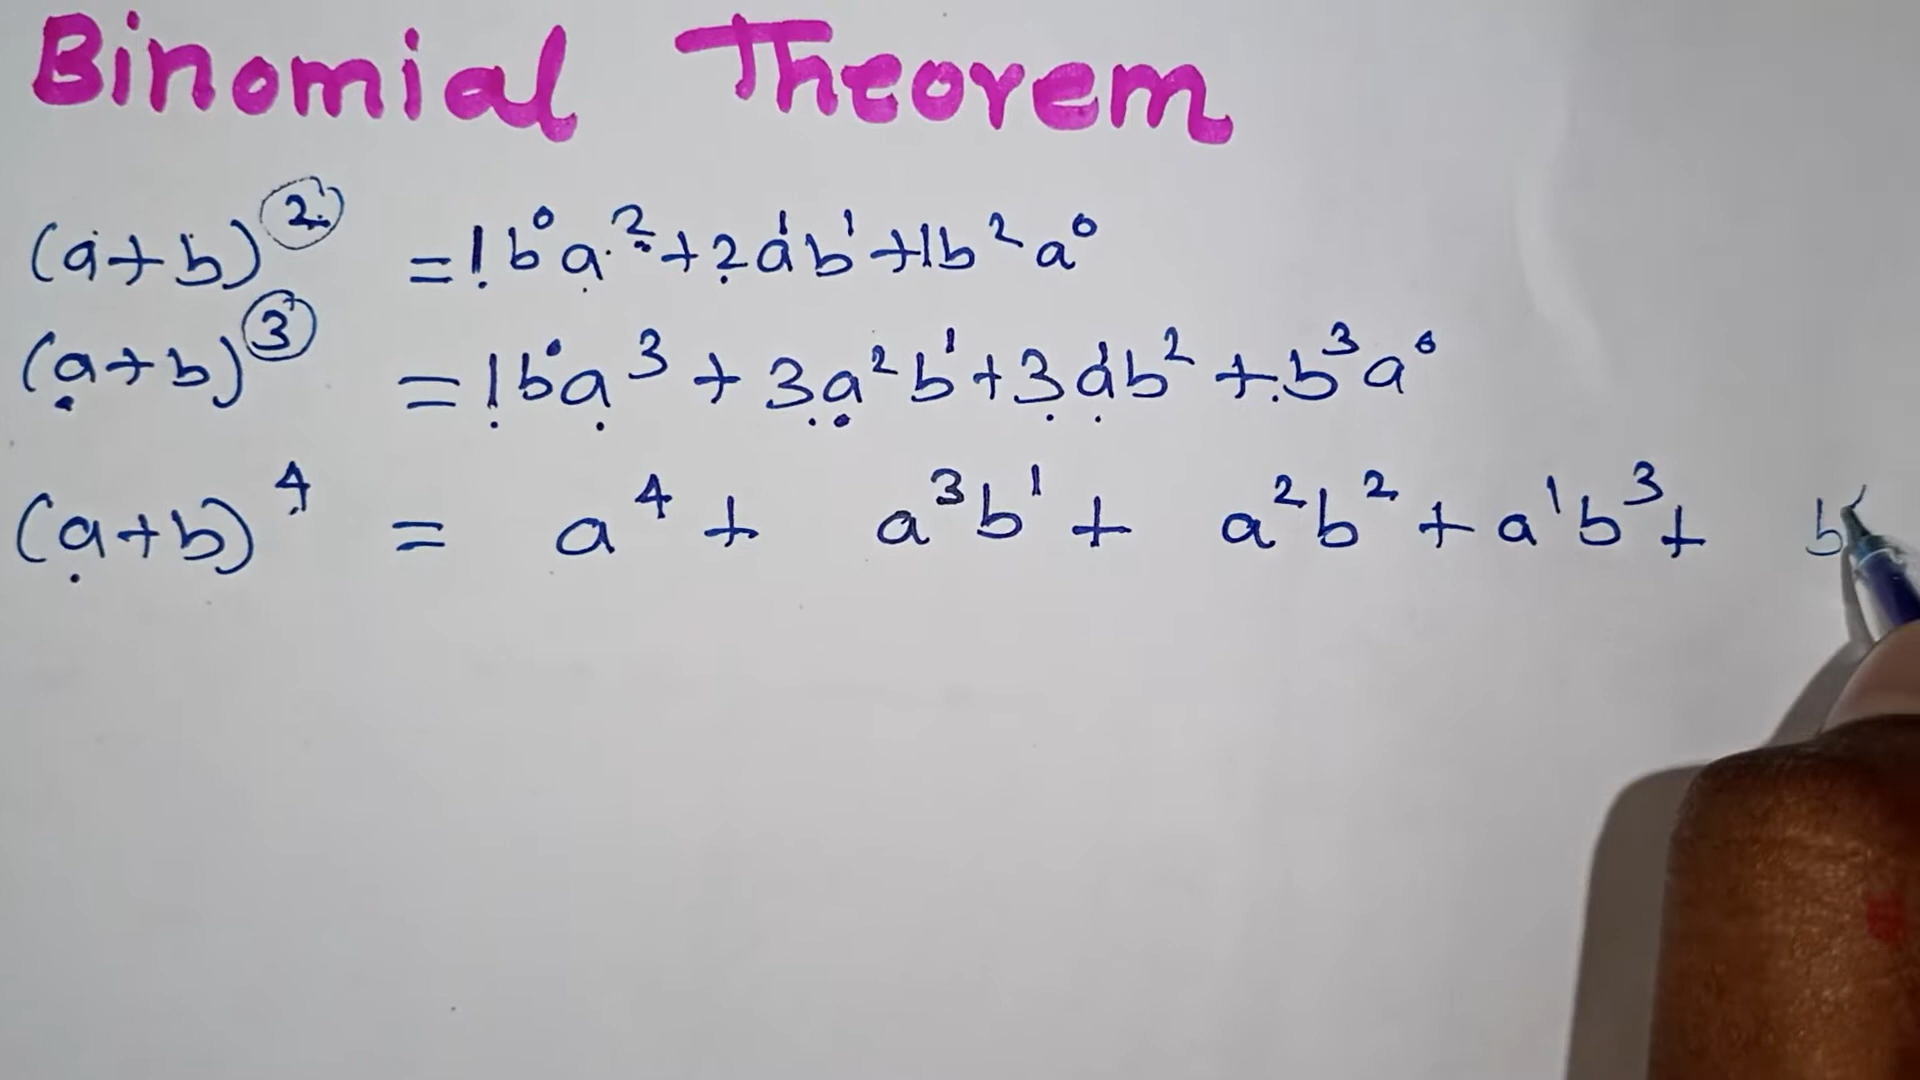 Binomial Theorem
(a+b)² = 1b⁰a² + 2a¹b¹ + 1b²a⁰
(a+b)³ = 1b⁰a³ + 3a²b¹ + 3a¹b² + b³a⁰
(a+b)⁴ = a⁴ + a³b¹ + a²b² + a¹b³ + b